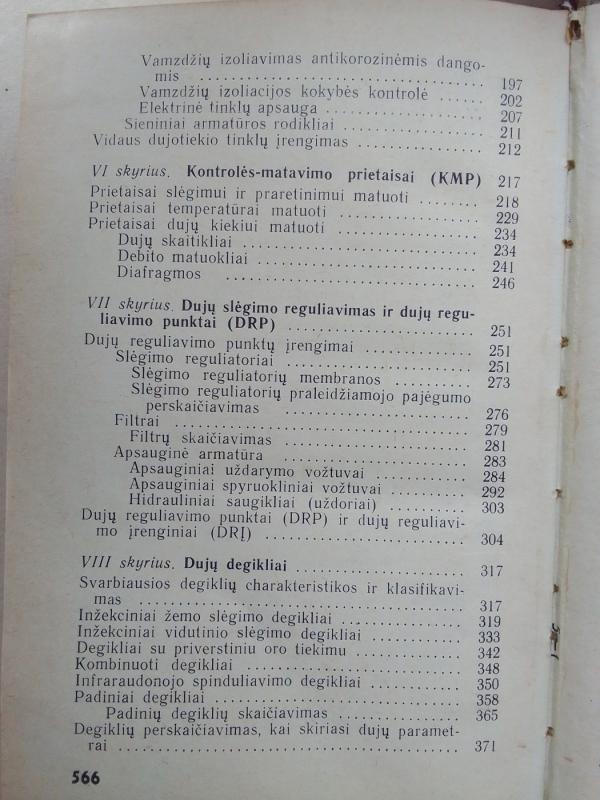 Vamzdžių izoliavimas antikorozinėmis dango-
mis . . . . . . . . . . . . . . . . . . . . 197
Vamzdžių izoliacijos kokybės kontrolė . . . . . 202
Elektrinė tinklų apsauga . . . . . . . . . . . . 207
Sieniniai armatūros rodikliai . . . . . . . . . . 211
Vidaus dujotiekio tinklų įrengimas . . . . . . . . 212
VI skyrius. Kontrolės-matavimo prietaisai (KMP) 217
Prietaisai slėgimui ir praretinimui matuoti . . . . . 218
Prietaisai temperatūrai matuoti . . . . . . . . . . 229
Prietaisai dujų kiekiui matuoti . . . . . . . . . . 234
Dujų skaitikliai . . . . . . . . . . . . . . . . 234
Debito matuokliai . . . . . . . . . . . . . . . 241
Diafragmos . . . . . . . . . . . . . . . . . 246
VII skyrius. Dujų slėgimo reguliavimas ir dujų regu-
liavimo punktai (DRP) . . . . . . . . . . . . . 251
Dujų reguliavimo punktų įrengimai . . . . . . . . 251
Slėgimo reguliatoriai . . . . . . . . . . . . . . 251
Slėgimo reguliatorių membranos . . . . . . . . 273
Slėgimo reguliatorių praleidžiamojo pajėgumo
perskaičiavimas . . . . . . . . . . . . . . 276
Filtrai . . . . . . . . . . . . . . . . . . . . 279
Filtrų skaičiavimas . . . . . . . . . . . . . . 281
Apsauginė armatūra . . . . . . . . . . . . . . 283
Apsauginiai uždarymo vožtuvai . . . . . . . . . 284
Apsauginiai spyruokliniai vožtuvai . . . . . . . 292
Hidrauliniai saugikliai (uždoriai) . . . . . . . . 303
Dujų reguliavimo punktai (DRP) ir dujų reguliavi-
mo įrenginiai (DRĮ) . . . . . . . . . . . . . . 304
VIII skyrius. Dujų degikliai . . . . . . . . . . . . 317
Svarbiausios degiklių charakteristikos ir klasifikavi-
mas . . . . . . . . . . . . . . . . . . . . . 317
Inžekciniai žemo slėgimo degikliai . . . . . . . . 319
Inžekciniai vidutinio slėgimo degikliai . . . . . . . 333
Degikliai su priverstiniu oro tiekimu . . . . . . . . 342
Kombinuoti degikliai . . . . . . . . . . . . . . . 348
Infraraudonojo spinduliavimo degikliai . . . . . . . 350
Padiniai degikliai . . . . . . . . . . . . . . . . . 358
Padinių degiklių skaičiavimas . . . . . . . . . . 365
Degiklių perskaičiavimas, kai skiriasi dujų paramet-
rai . . . . . . . . . . . . . . . . . . . . . . 371
566